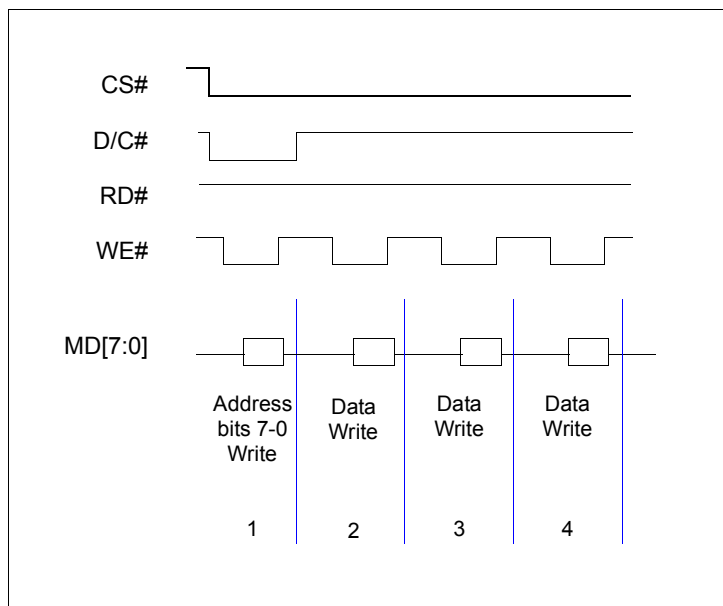 CS#
D/C#
RD#
WE#
MD[7:0]
Address
bits 7-0
Write
Data
Write
Data
Write
Data
Write
1
2
3
4